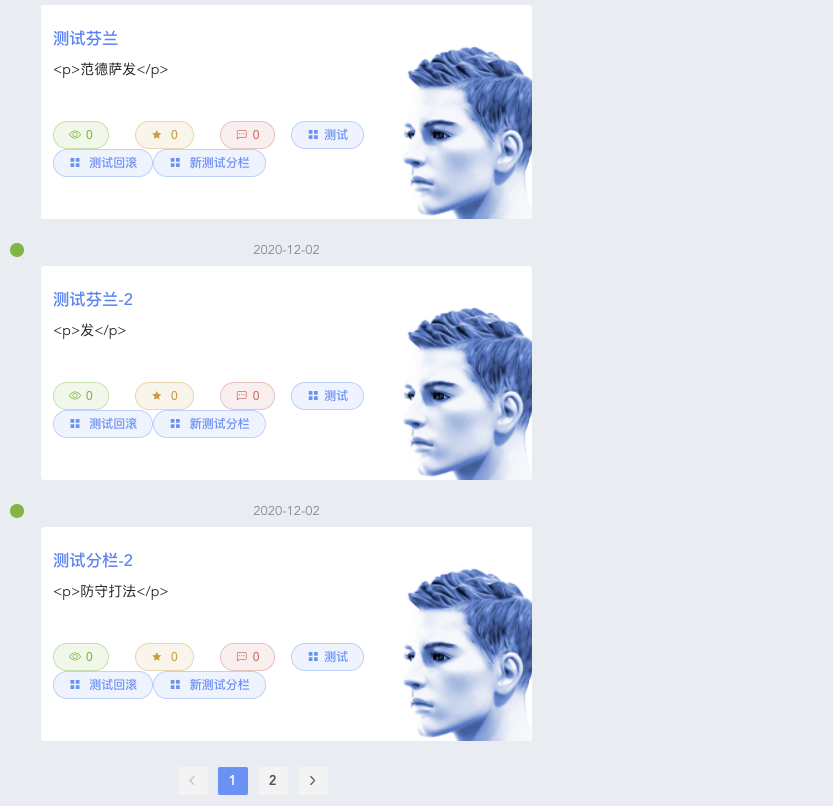 测试芬兰
<p>范德萨发</p>
0 0 0 测试
测试回滚 新测试分栏
2020-12-02
测试芬兰-2
<p>发</p>
0 0 0 测试
测试回滚 新测试分栏
2020-12-02
测试分栏-2
<p>防守打法</p>
0 0 0 测试
测试回滚 新测试分栏
1 2